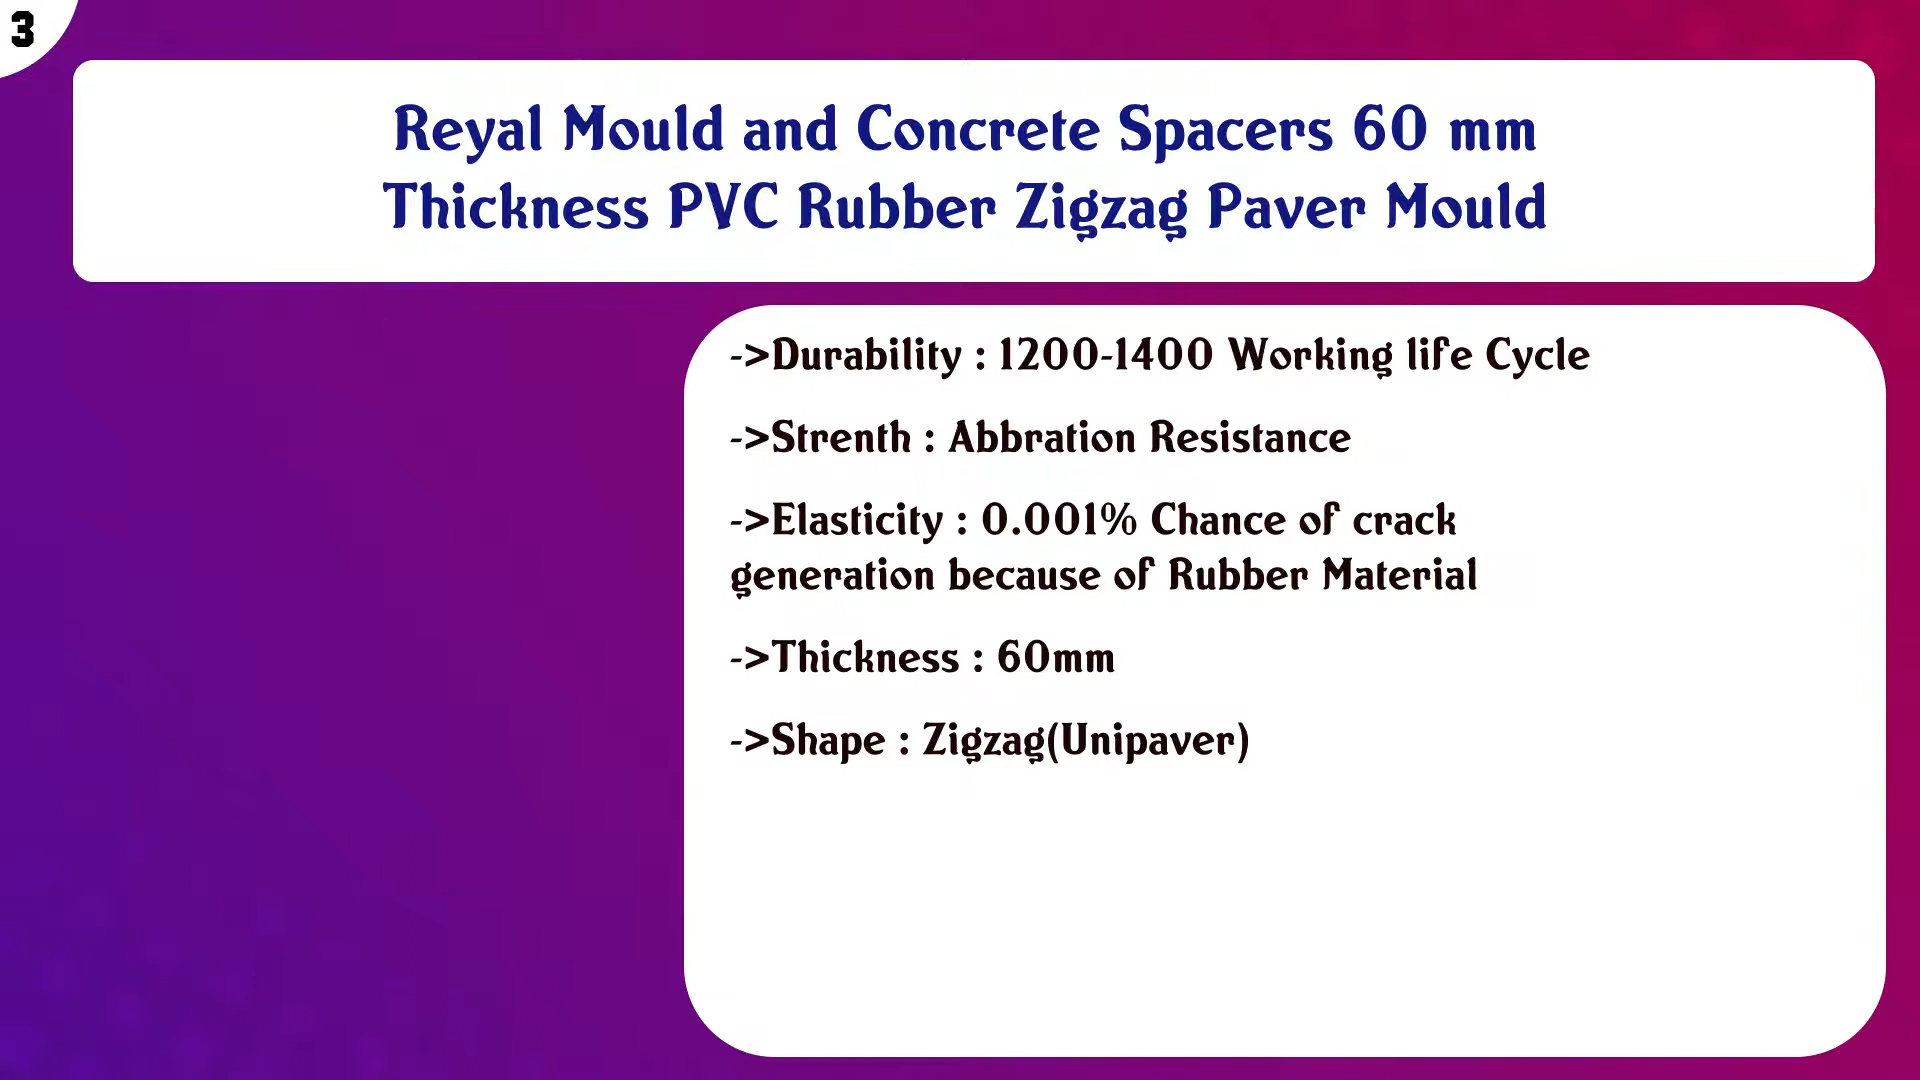 3
Reyal Mould and Concrete Spacers 60 mm
Thickness PVC Rubber Zigzag Paver Mould
->Durability : 1200-1400 Working life Cycle
->Strenth : Abbration Resistance
->Elasticity : 0.001% Chance of crack
generation because of Rubber Material
->Thickness : 60mm
->Shape : Zigzag(Unipaver)